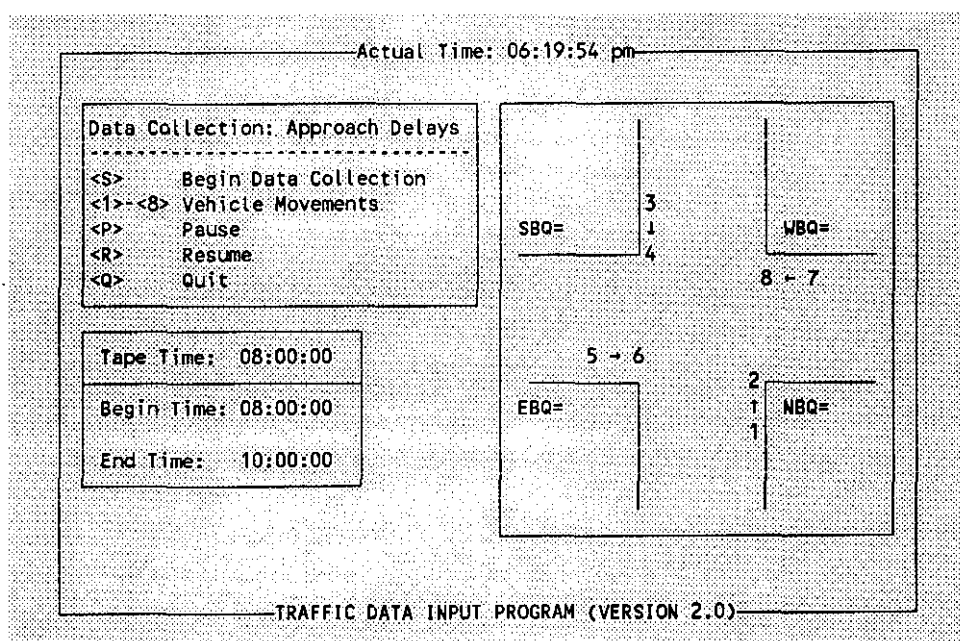 Actual Time: 06:19:54 pm
Data Collection: Approach Delays
<S> Begin Data Collection
<1>-<8> Vehicle Movements
<P> Pause
<R> Resume
<Q> Quit
Tape Time: 08:00:00
Begin Time: 08:00:00
End Time: 10:00:00
3
SBQ= ↓ WBQ=
4
8 ← 7
5 → 6
2
EBQ= ↑ NBQ=
1
TRAFFIC DATA INPUT PROGRAM (VERSION 2.0)